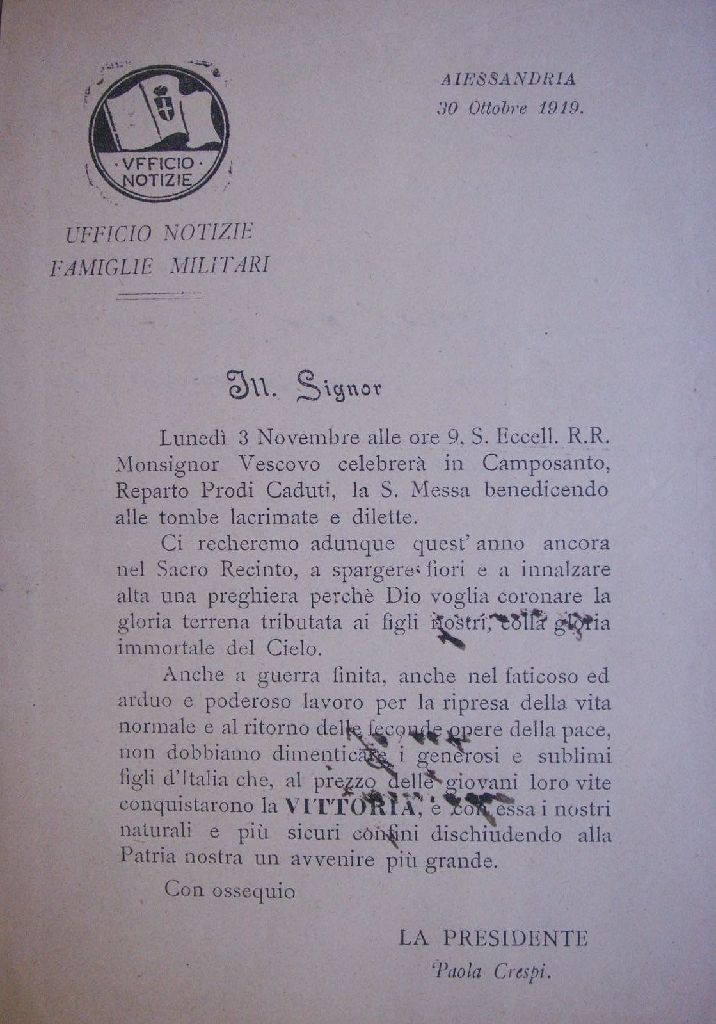 · VFFICIO ·
NOTIZIE
UFFICIO NOTIZIE
FAMIGLIE MILITARI
AIESSANDRIA
30 Ottobre 1919.
Ill. Signor
Lunedì 3 Novembre alle ore 9, S. Eccell. R.R.
Monsignor Vescovo celebrerà in Camposanto,
Reparto Prodi Caduti, la S. Messa benedicendo
alle tombe lacrimate e dilette.
Ci recheremo adunque quest' anno ancora
nel Sacro Recinto, a spargere fiori e a innalzare
alta una preghiera perchè Dio voglia coronare la
gloria terrena tributata ai figli nostri, colla gloria
immortale del Cielo.
Anche a guerra finita, anche nel faticoso ed
arduo e poderoso lavoro per la ripresa della vita
normale e al ritorno delle feconde opere della pace,
non dobbiamo dimenticare i generosi e sublimi
figli d'Italia che, al prezzo delle giovani loro vite
conquistarono la VITTORIA, e con essa i nostri
naturali e più sicuri confini dischiudendo alla
Patria nostra un avvenire più grande.
Con ossequio
LA PRESIDENTE
Paola Crespi.